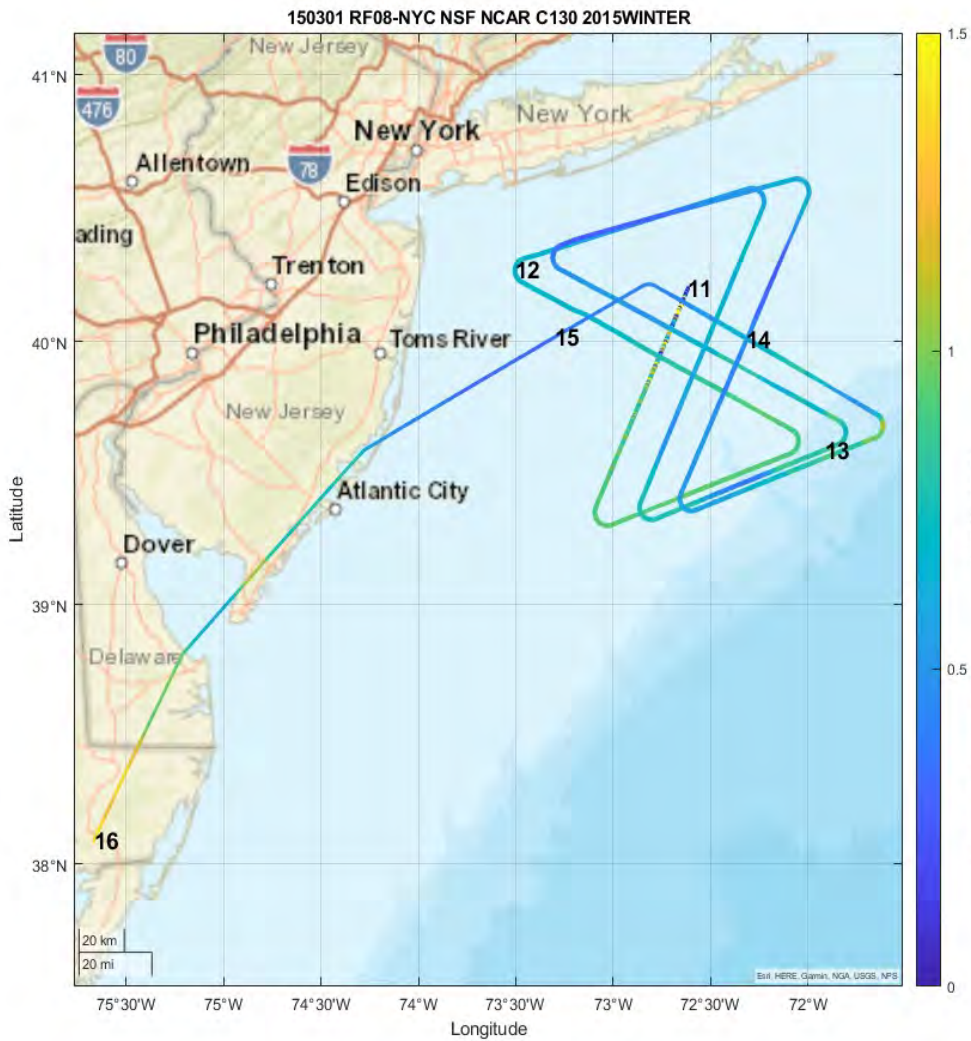 150301 RF08-NYC NSF NCAR C130 2015WINTER
New Jersey
80
476
41°N
1.5
New York
New York
Allentown
78
Edison
ading
Trenton
12
11
Philadelphia
Toms River
15
14
40°N
1
New Jersey
13
Atlantic City
Dover
39°N
0.5
Delaware
16
38°N
20 km
20 mi
Esri, HERE, Garmin, NGA, USGS, NPS
0
75°30'W 75°W 74°30'W 74°W 73°30'W 73°W 72°30'W 72°W
Longitude
Latitude